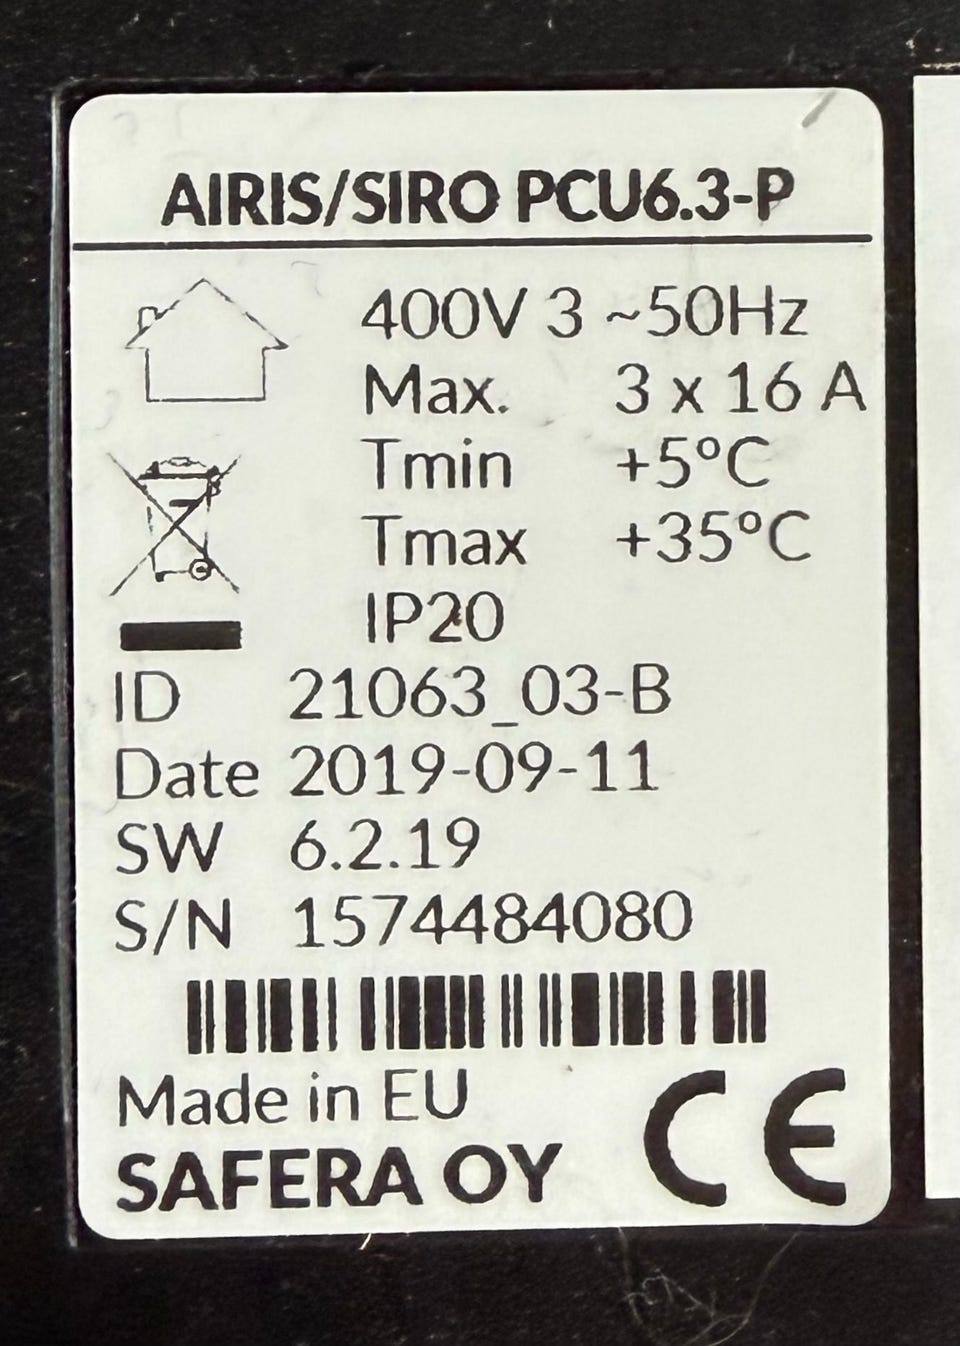 AIRIS/SIRO PCU6.3-P
400V 3 ~50Hz
Max. 3 x 16 A
Tmin +5°C
Tmax +35°C
IP20
ID 21063_03-B
Date 2019-09-11
SW 6.2.19
S/N 1574484080
Made in EU
SAFERA OY
CE